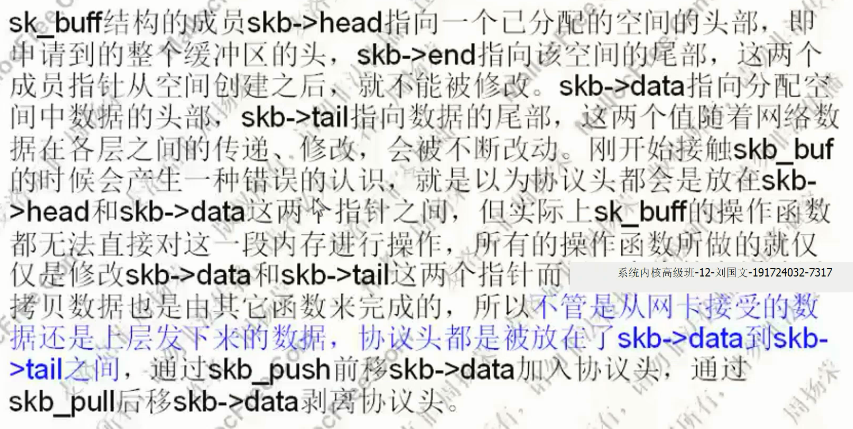 sk_buff结构的成员skb->head指向一个已分配的空间的头部，即
申请到的整个缓冲区的头，skb->end指向该空间的尾部，这两个
成员指针从空间创建之后，就不能被修改。skb->data指向分配空
间中数据的头部，skb->tail指向数据的尾部，这两个值随着网络数
据在各层之间的传递、修改，会被不断改动。刚开始接触skb_buf
的时候会产生一种错误的认识，就是以为协议头都会是放在skb-
>head和skb->data这两个指针之间，但实际上sk_buff的操作函数
都无法直接对这一段内存进行操作，所有的操作函数所做的就仅
仅是修改skb->data和skb->tail这两个指针而
系统内核高级班-12-刘国文-191724032-7317
拷贝数据也是由其它函数来完成的，所以不管是从网卡接受的数
据还是上层发下来的数据，协议头都是被放在了skb->data到skb-
>tail之间，通过skb_push前移skb->data加入协议头，通过
skb_pull后移skb->data剥离协议头。